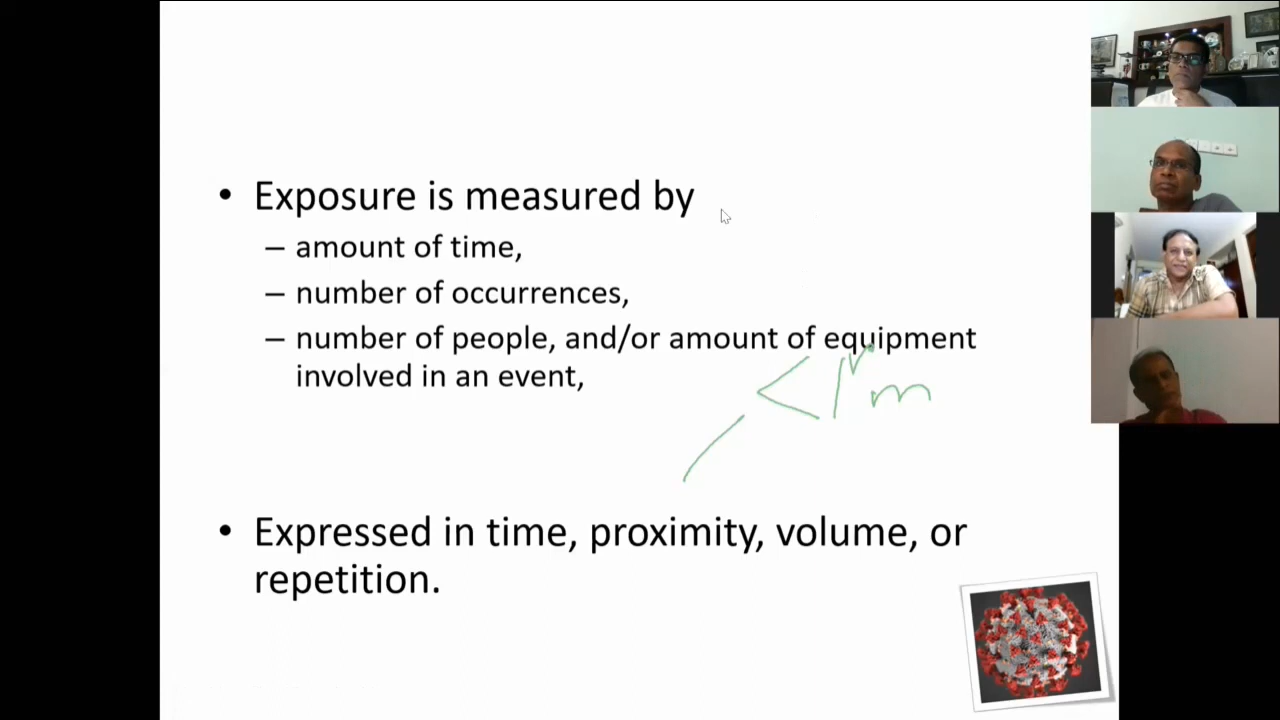 • Exposure is measured by
– amount of time,
– number of occurrences,
– number of people, and/or amount of equipment
involved in an event,
• Expressed in time, proximity, volume, or
repetition.